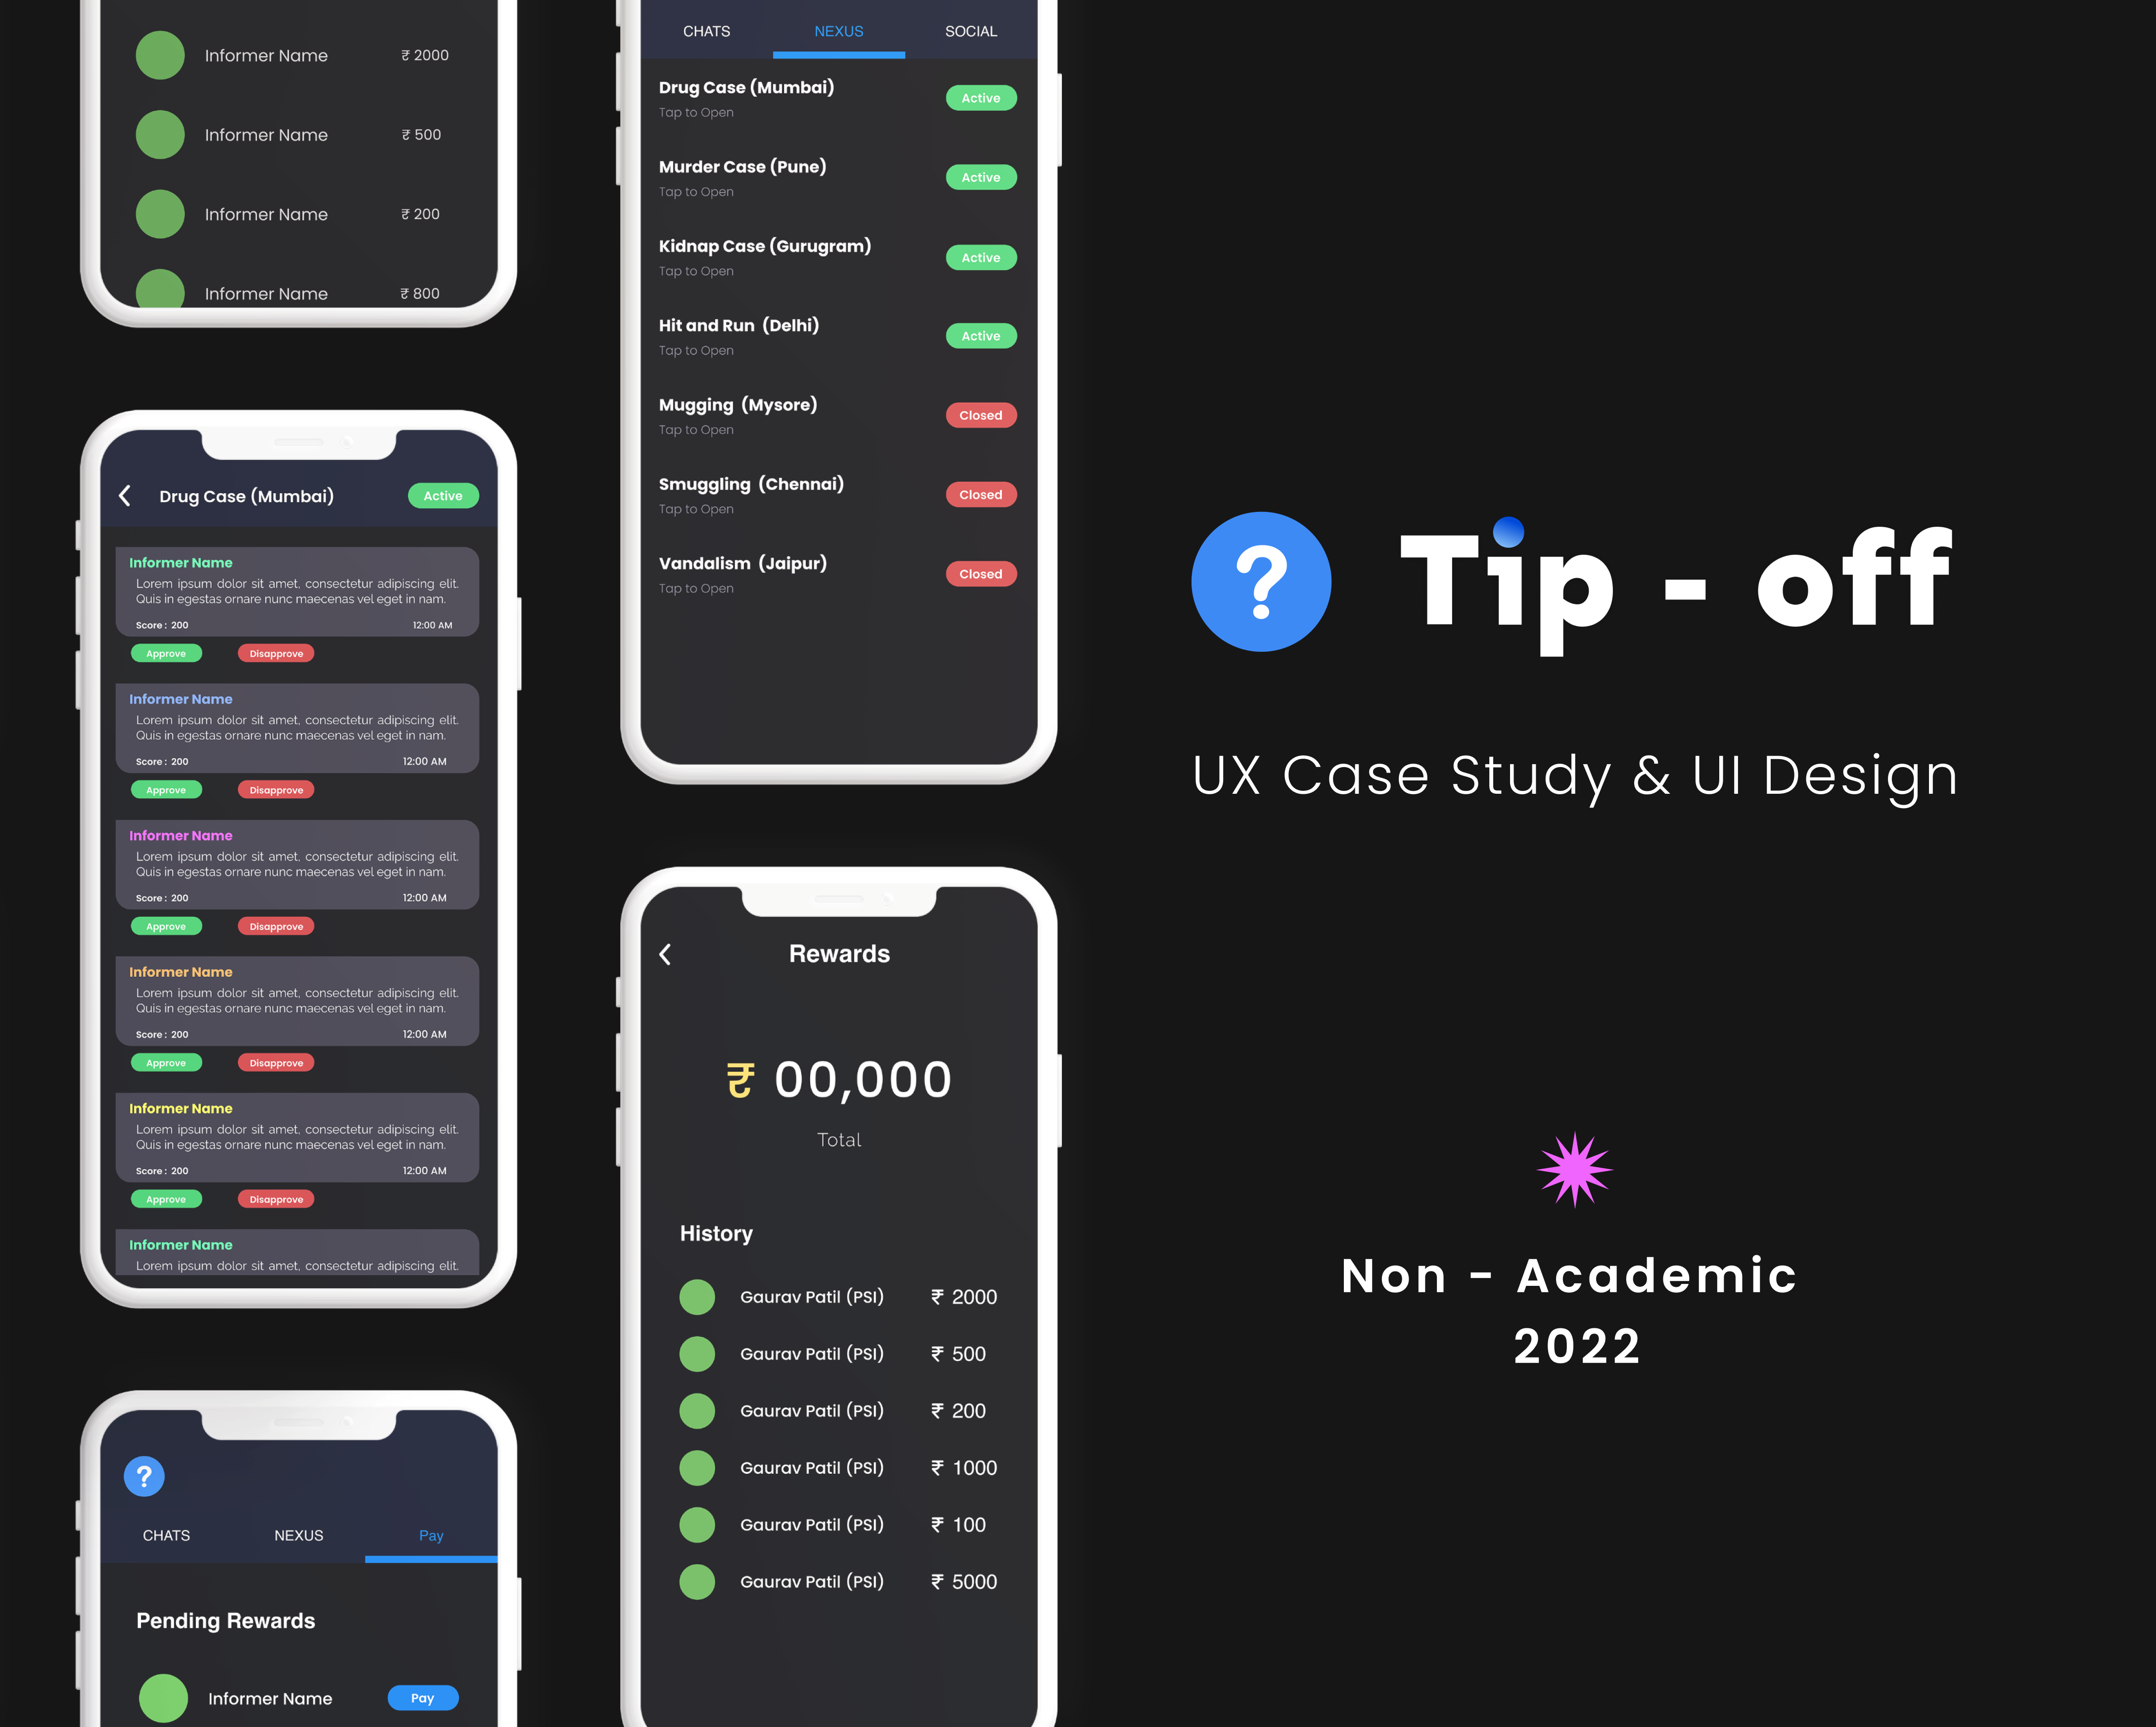 Informer Name ₹ 2000
Informer Name ₹ 500
Informer Name ₹ 200
Informer Name ₹ 800
Drug Case (Mumbai) Active
Informer Name
Lorem ipsum dolor sit amet, consectetur adipiscing elit.
Quis in egestas ornare nunc maecenas vel eget in nam.
Score : 200 12:00 AM
Approve Disapprove
Informer Name
Lorem ipsum dolor sit amet, consectetur adipiscing elit.
Quis in egestas ornare nunc maecenas vel eget in nam.
Score : 200 12:00 AM
Approve Disapprove
Informer Name
Lorem ipsum dolor sit amet, consectetur adipiscing elit.
Quis in egestas ornare nunc maecenas vel eget in nam.
Score : 200 12:00 AM
Approve Disapprove
Informer Name
Lorem ipsum dolor sit amet, consectetur adipiscing elit.
Quis in egestas ornare nunc maecenas vel eget in nam.
Score : 200 12:00 AM
Approve Disapprove
Informer Name
Lorem ipsum dolor sit amet, consectetur adipiscing elit.
Quis in egestas ornare nunc maecenas vel eget in nam.
Score : 200 12:00 AM
Approve Disapprove
Informer Name
Lorem ipsum dolor sit amet, consectetur adipiscing elit.
?
CHATS NEXUS Pay
Pending Rewards
Informer Name Pay
CHATS NEXUS SOCIAL
Drug Case (Mumbai) Active
Tap to Open
Murder Case (Pune) Active
Tap to Open
Kidnap Case (Gurugram) Active
Tap to Open
Hit and Run (Delhi) Active
Tap to Open
Mugging (Mysore) Closed
Tap to Open
Smuggling (Chennai) Closed
Tap to Open
Vandalism (Jaipur) Closed
Tap to Open
Rewards
₹ 00,000
Total
History
Gaurav Patil (PSI) ₹ 2000
Gaurav Patil (PSI) ₹ 500
Gaurav Patil (PSI) ₹ 200
Gaurav Patil (PSI) ₹ 1000
Gaurav Patil (PSI) ₹ 100
Gaurav Patil (PSI) ₹ 5000
? Tip - off
UX Case Study & UI Design
Non - Academic
2022